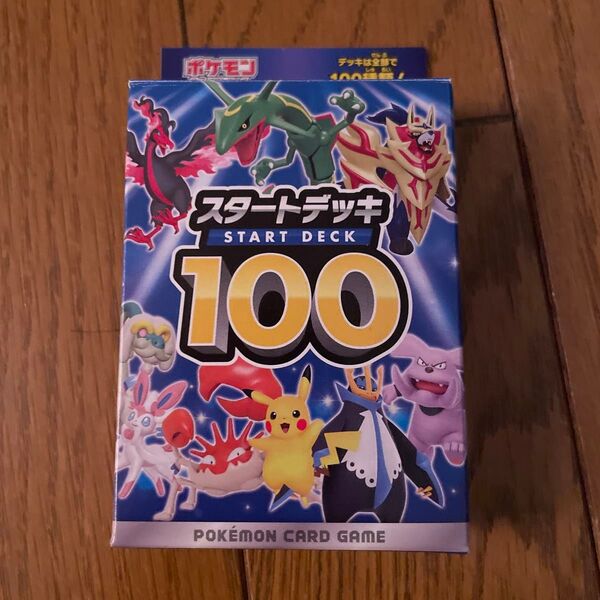 ポケモン
デッキは全部で
100種類!
スタートデッキ
START DECK
100
POKÉMON CARD GAME